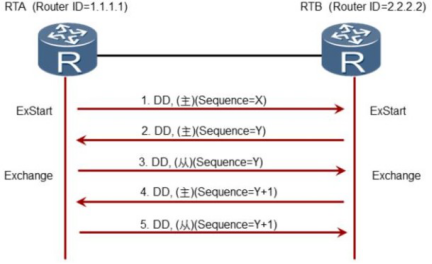 RTA (Router ID=1.1.1.1)
RTB (Router ID=2.2.2.2)
R
R
1. DD, (主)(Sequence=X)
ExStart
ExStart
2. DD, (主)(Sequence=Y)
3. DD, (从)(Sequence=Y)
Exchange
Exchange
4. DD, (主)(Sequence=Y+1)
5. DD, (从)(Sequence=Y+1)